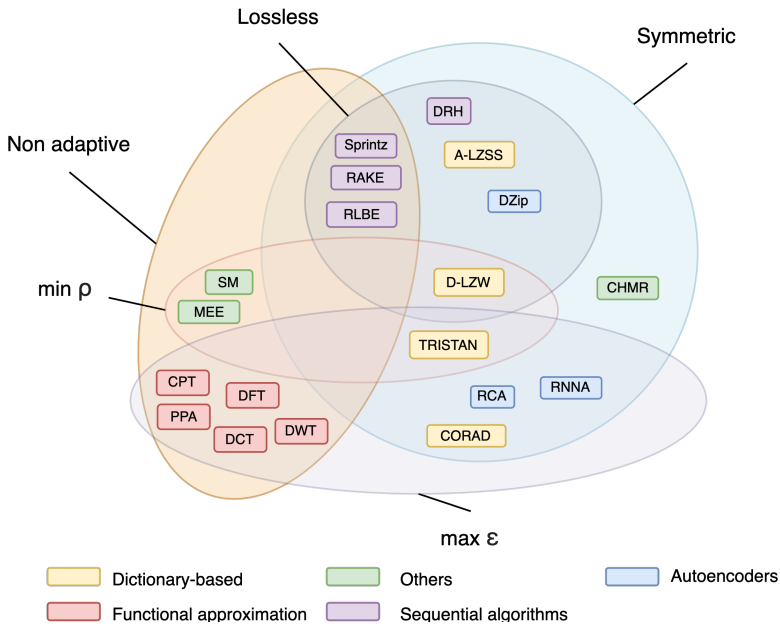 Lossless
Symmetric
DRH
Non adaptive
Sprintz
A-LZSS
RAKE
DZip
RLBE
min ρ
SM
D-LZW
CHMR
MEE
TRISTAN
CPT
DFT
RCA
RNNA
PPA
DCT
DWT
CORAD
max ε
Dictionary-based
Others
Autoencoders
Functional approximation
Sequential algorithms